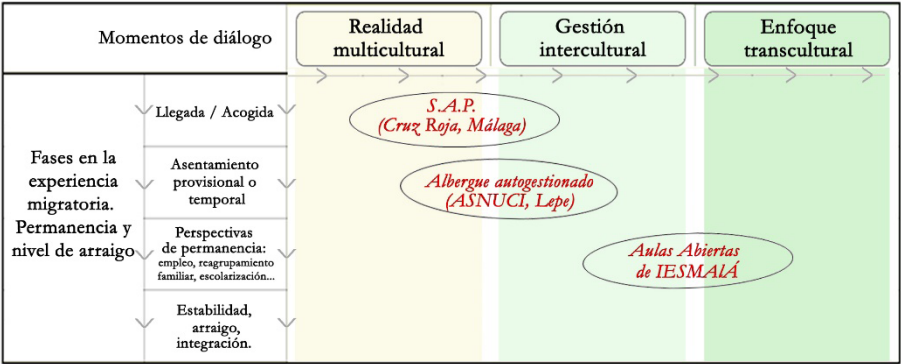 Momentos de diálogo
Realidad
multicultural
Gestión
intercultural
Enfoque
transcultural
Fases en la
experiencia
migratoria.
Permanencia y
nivel de arraigo
Llegada / Acogida
S.A.P.
(Cruz Roja, Málaga)
Asentamiento
provisional o
temporal
Albergue autogestionado
(ASNUCI, Lepe)
Perspectivas
de permanencia:
empleo, reagrupamiento
familiar, escolarización...
Aulas Abiertas
de IESMAlÁ
Estabilidad,
arraigo,
integración.